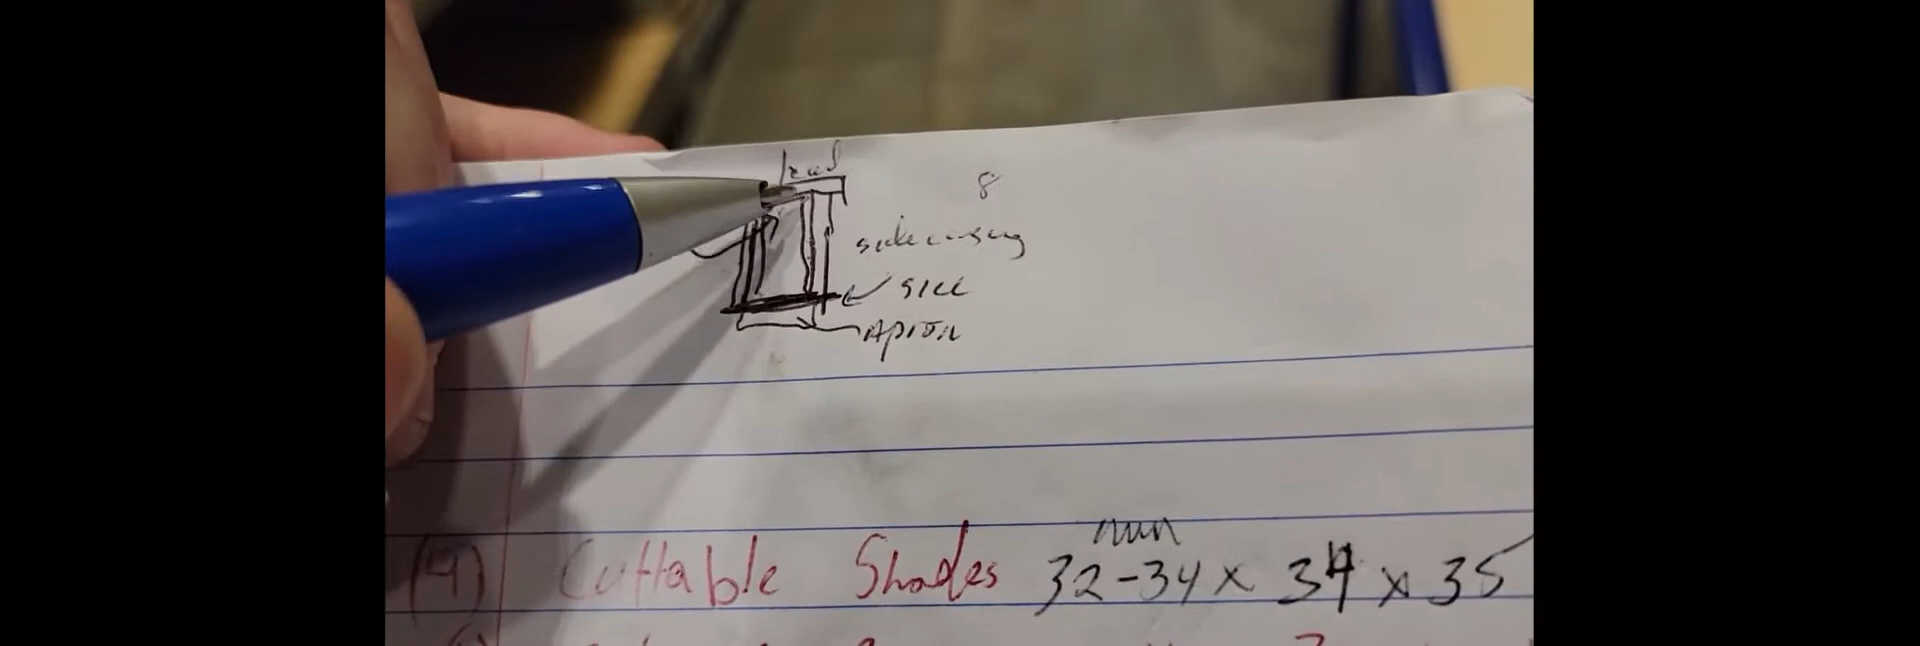 head
8
side casing
sill
Apron
min
(4) Cuttable Shades 32-34 x 34 x 35